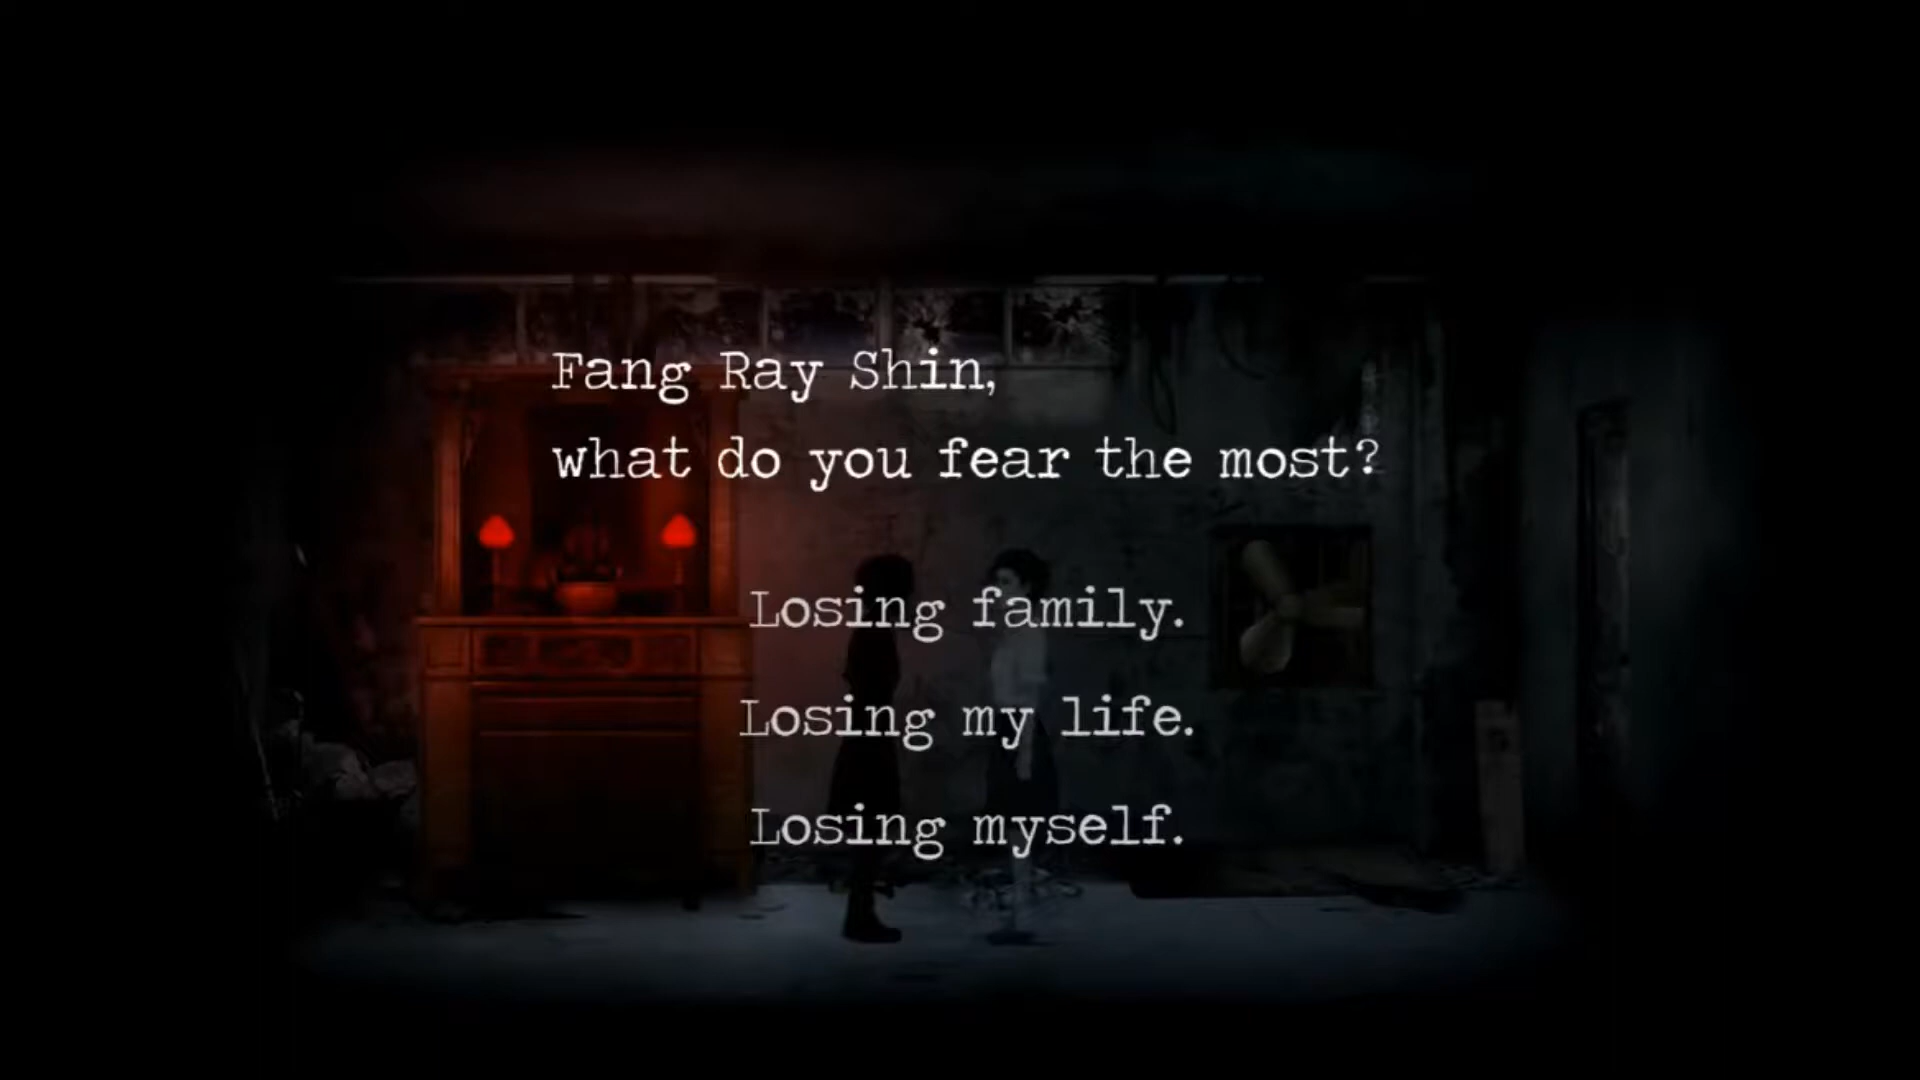 Fang Ray Shin,
what do you fear the most?
Losing family.
Losing my life.
Losing myself.